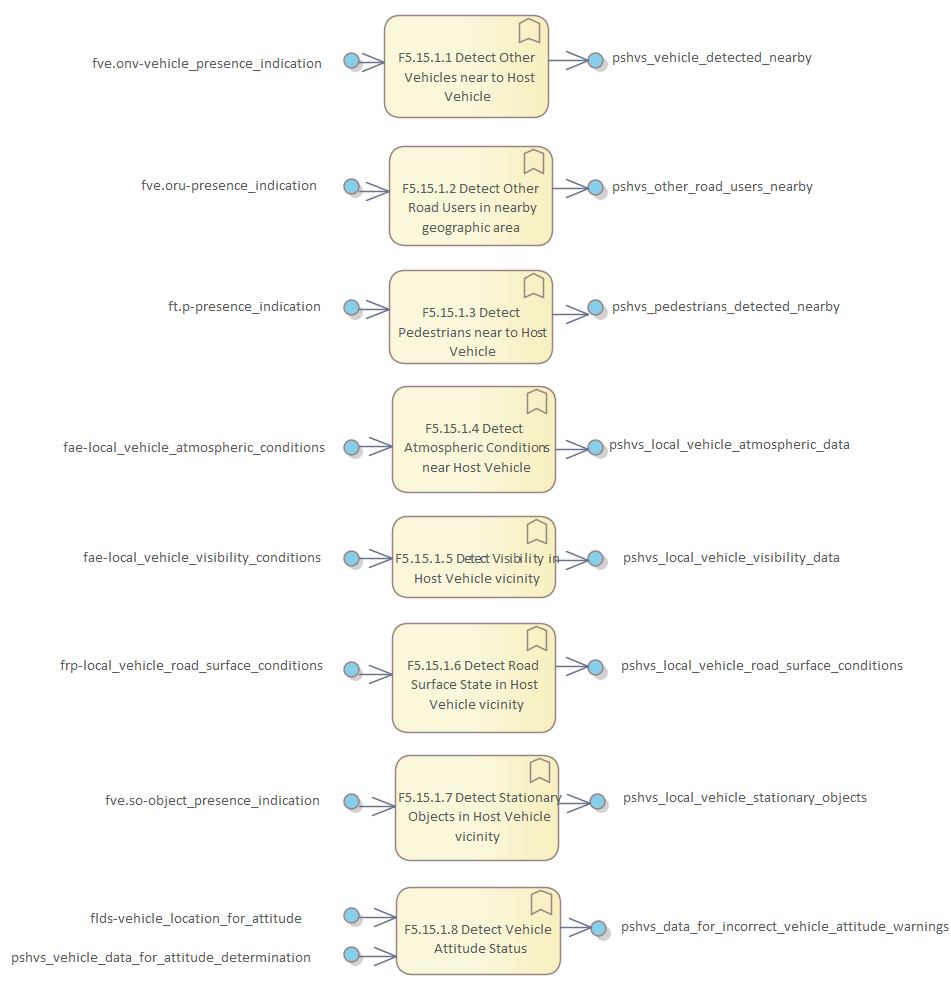 fve.onv-vehicle_presence_indication
F5.15.1.1 Detect Other
Vehicles near to Host
Vehicle
pshvs_vehicle_detected_nearby
fve.oru-presence_indication
F5.15.1.2 Detect Other
Road Users in nearby
geographic area
pshvs_other_road_users_nearby
ft.p-presence_indication
F5.15.1.3 Detect
Pedestrians near to Host
Vehicle
pshvs_pedestrians_detected_nearby
fae-local_vehicle_atmospheric_conditions
F5.15.1.4 Detect
Atmospheric Conditions
near Host Vehicle
pshvs_local_vehicle_atmospheric_data
fae-local_vehicle_visibility_conditions
F5.15.1.5 Detect Visibility in
Host Vehicle vicinity
pshvs_local_vehicle_visibility_data
frp-local_vehicle_road_surface_conditions
F5.15.1.6 Detect Road
Surface State in Host
Vehicle vicinity
pshvs_local_vehicle_road_surface_conditions
fve.so-object_presence_indication
F5.15.1.7 Detect Stationary
Objects in Host Vehicle
vicinity
pshvs_local_vehicle_stationary_objects
flds-vehicle_location_for_attitude
pshvs_vehicle_data_for_attitude_determination
F5.15.1.8 Detect Vehicle
Attitude Status
pshvs_data_for_incorrect_vehicle_attitude_warnings